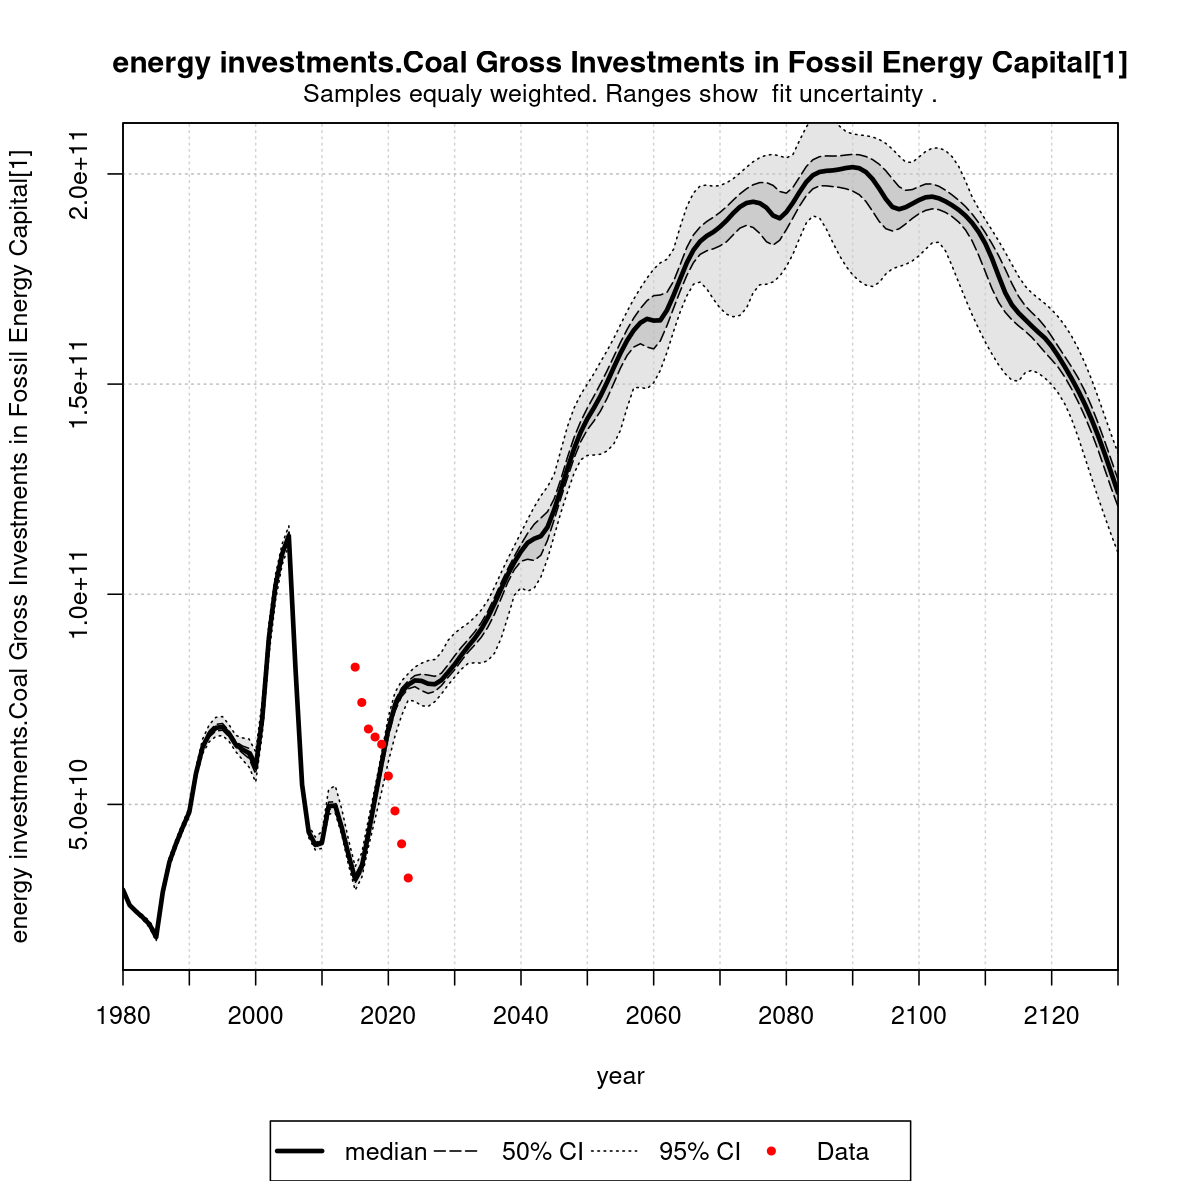 energy investments.Coal Gross Investments in Fossil Energy Capital[1]
Samples equaly weighted. Ranges show  fit uncertainty .
energy investments.Coal Gross Investments in Fossil Energy Capital[1]
2.0e+11
1.5e+11
1.0e+11
5.0e+10
1980 2000 2020 2040 2060 2080 2100 2120
year
median 50% CI 95% CI Data